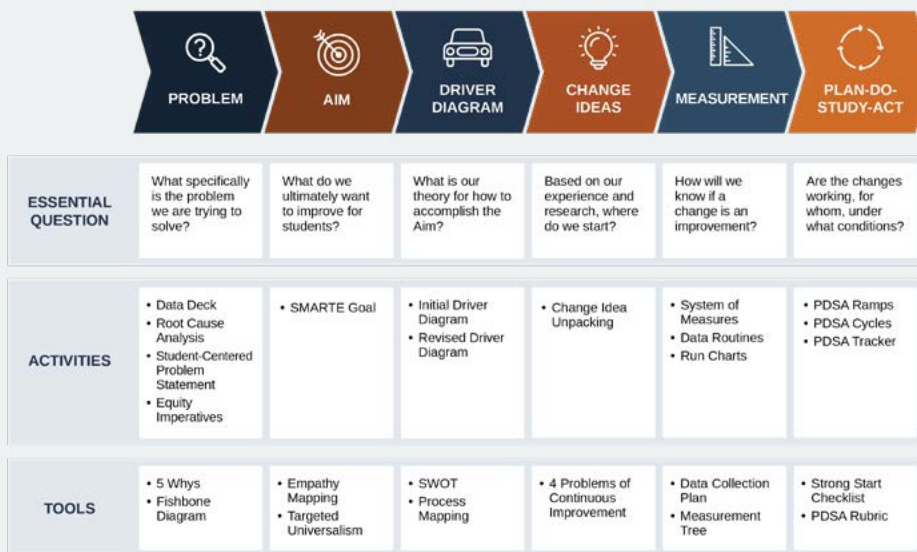 PROBLEM
AIM
DRIVER
DIAGRAM
CHANGE
IDEAS
MEASUREMENT
PLAN-DO-
STUDY-ACT
ESSENTIAL
QUESTION
What specifically
is the problem
we are trying to
solve?
What do we
ultimately want
to improve for
students?
What is our
theory for how to
accomplish the
Aim?
Based on our
experience and
research, where
do we start?
How will we
know if a
change is an
improvement?
Are the changes
working, for
whom, under
what conditions?
ACTIVITIES
• Data Deck
• Root Cause
Analysis
• Student-Centered
Problem
Statement
• Equity
Imperatives
• SMARTE Goal
• Initial Driver
Diagram
• Revised Driver
Diagram
• Change Idea
Unpacking
• System of
Measures
• Data Routines
• Run Charts
• PDSA Ramps
• PDSA Cycles
• PDSA Tracker
TOOLS
• 5 Whys
• Fishbone
Diagram
• Empathy
Mapping
• Targeted
Universalism
• SWOT
• Process
Mapping
• 4 Problems of
Continuous
Improvement
• Data Collection
Plan
• Measurement
Tree
• Strong Start
Checklist
• PDSA Rubric